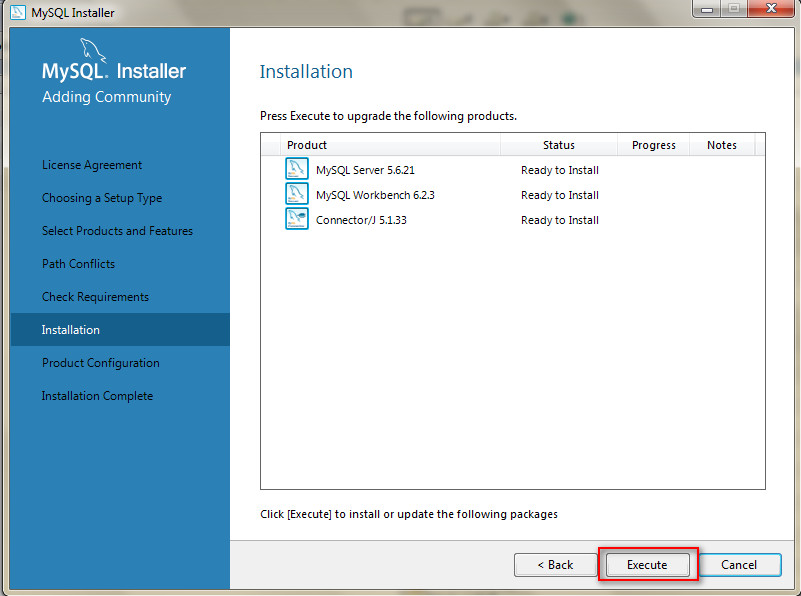 MySQL Installer
MySQL. Installer
Adding Community
License Agreement
Choosing a Setup Type
Select Products and Features
Path Conflicts
Check Requirements
Installation
Product Configuration
Installation Complete
Installation
Press Execute to upgrade the following products.
Product Status Progress Notes
MySQL Server 5.6.21 Ready to Install
MySQL Workbench 6.2.3 Ready to Install
Connector/J 5.1.33 Ready to Install
Click [Execute] to install or update the following packages
< Back Execute Cancel